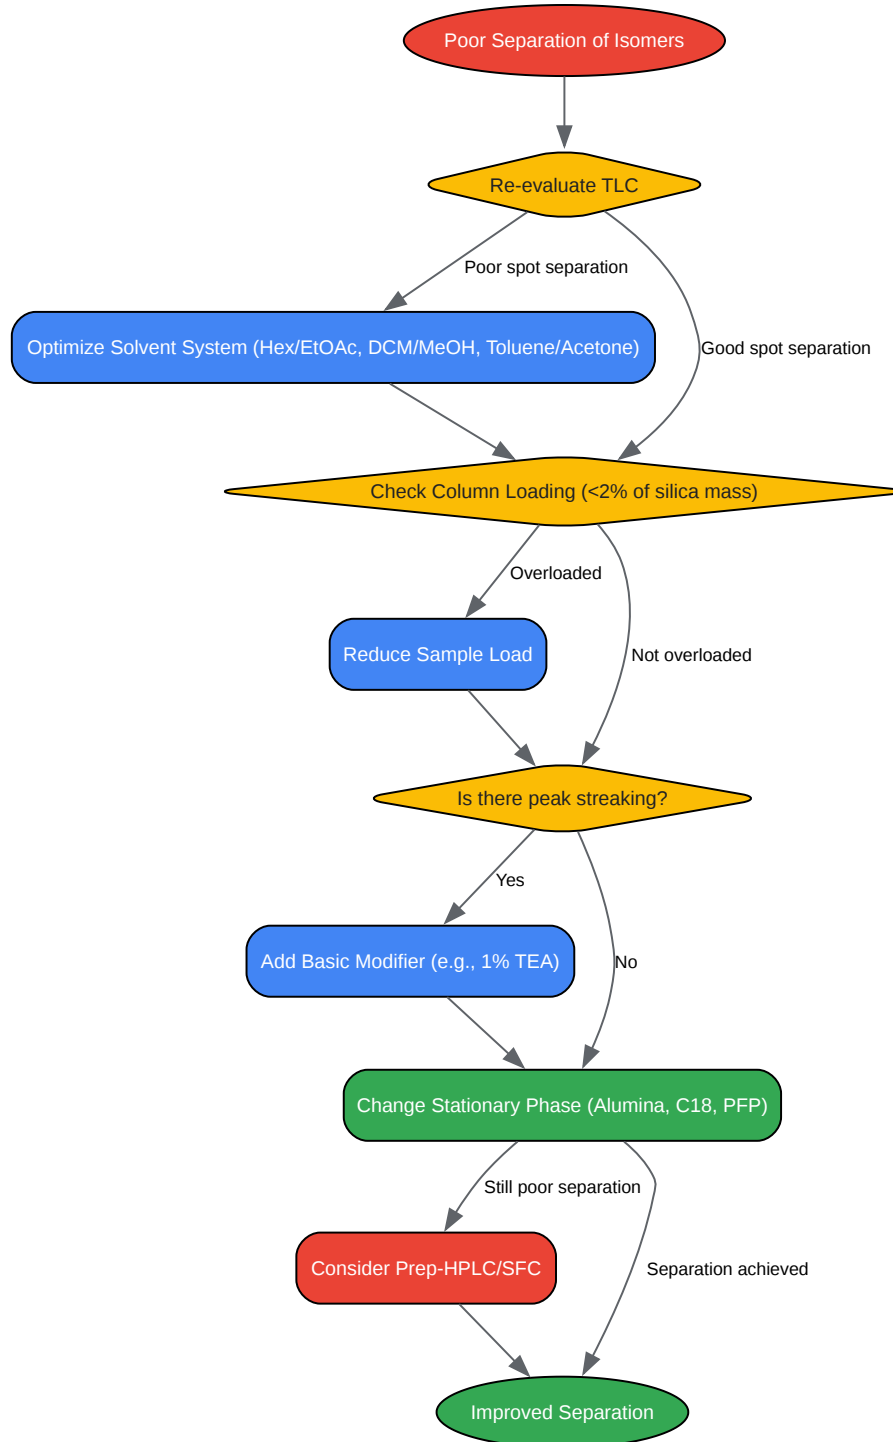 Poor Separation of Isomers
Re-evaluate TLC
Poor spot separation
Optimize Solvent System (Hex/EtOAc, DCM/MeOH, Toluene/Acetone)
Good spot separation
Check Column Loading (<2% of silica mass)
Overloaded
Reduce Sample Load
Not overloaded
Is there peak streaking?
Yes
Add Basic Modifier (e.g., 1% TEA)
No
Change Stationary Phase (Alumina, C18, PFP)
Still poor separation
Consider Prep-HPLC/SFC
Separation achieved
Improved Separation